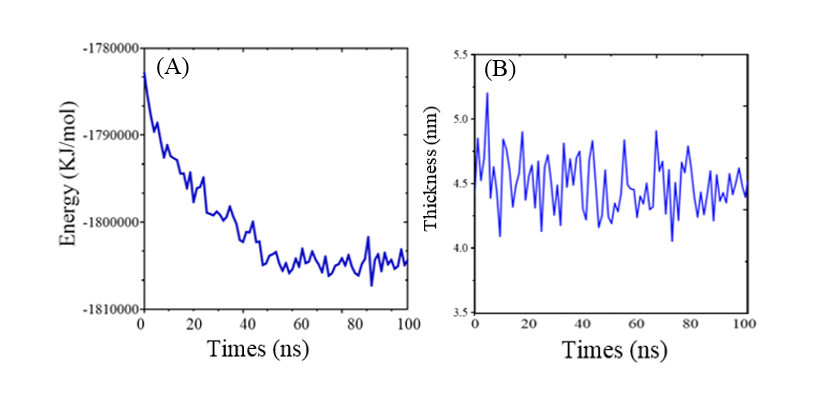 (A)
Energy (KJ/mol)
-1780000
-1790000
-1800000
-1810000
0 20 40 60 80 100
Times (ns)
(B)
Thickness (nm)
5.5
5.0
4.5
4.0
3.5
0 20 40 60 80 100
Times (ns)